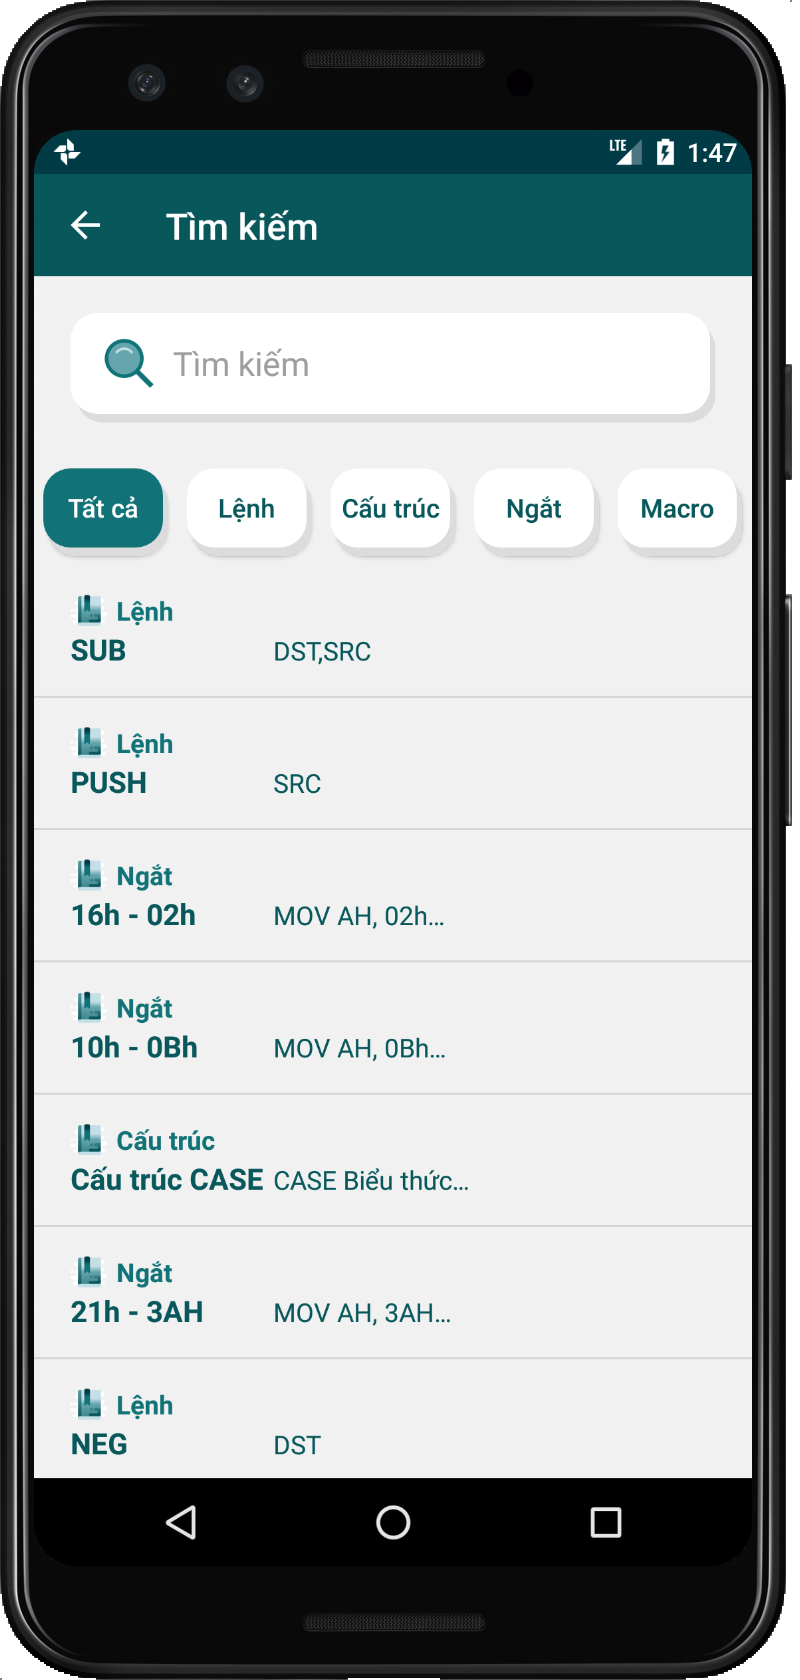 LTE 1:47
Tìm kiếm
Tìm kiếm
Tất cả Lệnh Cấu trúc Ngắt Macro
Lệnh
SUB DST,SRC
Lệnh
PUSH SRC
Ngắt
16h - 02h MOV AH, 02h...
Ngắt
10h - 0Bh MOV AH, 0Bh...
Cấu trúc
Cấu trúc CASE CASE Biểu thức...
Ngắt
21h - 3AH MOV AH, 3AH...
Lệnh
NEG DST